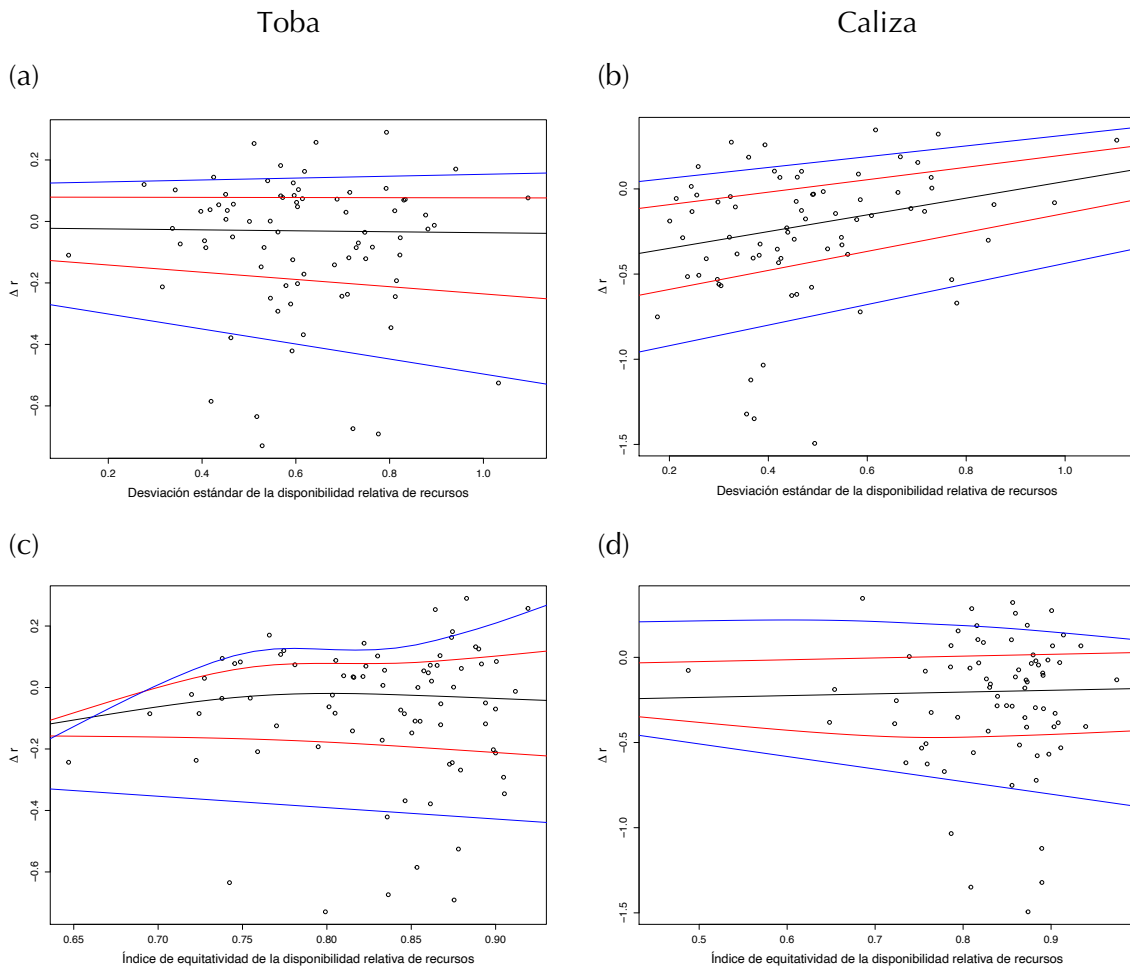 Toba
Caliza
(a)
(b)
Δ r
0.2
0.0
−0.2
−0.4
−0.6
0.2
0.4
0.6
0.8
1.0
Desviación estándar de la disponibilidad relativa de recursos
Δ r
0.0
−0.5
−1.0
−1.5
0.2
0.4
0.6
0.8
1.0
Desviación estándar de la disponibilidad relativa de recursos
(c)
(d)
Δ r
0.2
0.0
−0.2
−0.4
−0.6
0.65
0.70
0.75
0.80
0.85
0.90
Índice de equitatividad de la disponibilidad relativa de recursos
Δ r
0.0
−0.5
−1.0
−1.5
0.5
0.6
0.7
0.8
0.9
Índice de equitatividad de la disponibilidad relativa de recursos